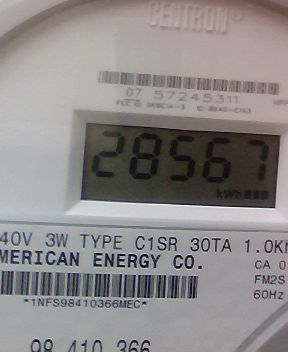 CENTRON®
07 57245311
28567
kWh
40V 3W TYPE C1SR 30TA 1.0K
MERICAN ENERGY CO. CA 0
FM2S
*1NFS98410366MEC* 60Hz
98 410 366